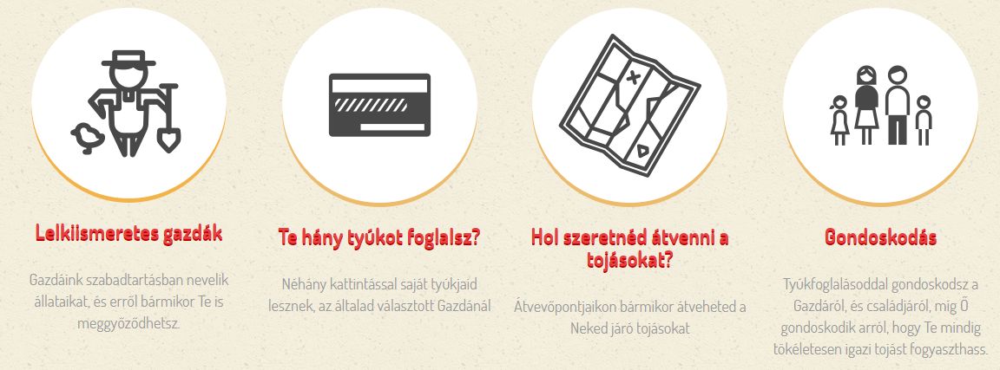 Lelkiismeretes gazdák
Gazdáink szabadtartásban nevelik
állataikat, és erről bármikor Te is
meggyőződhetsz.
Te hány tyúkot foglalsz?
Néhány kattintással saját tyúkjaid
lesznek, az általad választott Gazdánál
Hol szeretnéd átvenni a
tojásokat?
Átvevőpontjaikon bármikor átveheted a
Neked járó tojásokat
Gondoskodás
Tyúkfoglalásoddal gondoskodsz a
Gazdáról, és családjáról, míg Ő
gondoskodik arról, hogy Te mindig
tökéletesen igazi tojást fogyaszthass.